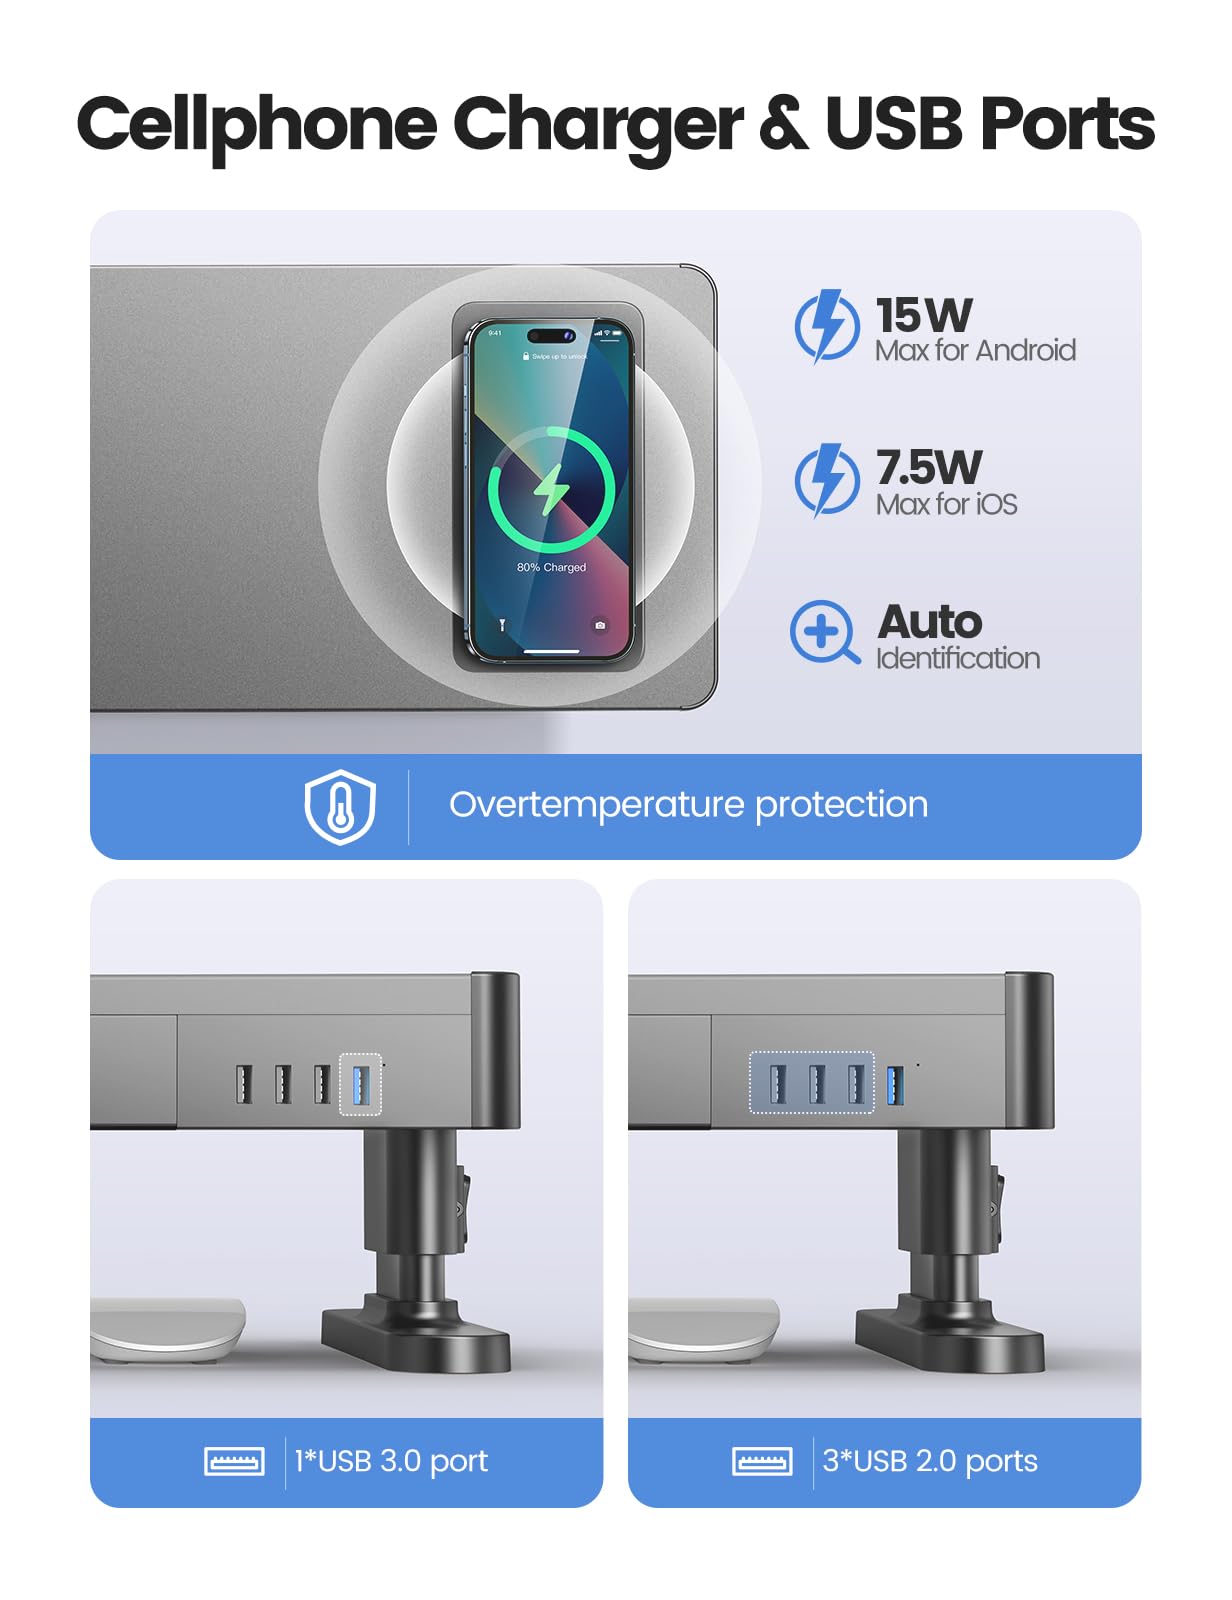 Cellphone Charger & USB Ports
9:41
Swipe up to unlock
80% Charged
15W
Max for Android
7.5W
Max for iOS
Auto
Identification
Overtemperature protection
1*USB 3.0 port
3*USB 2.0 ports